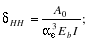 δ_HH = A_0 / (α_ε^3 E_b I);